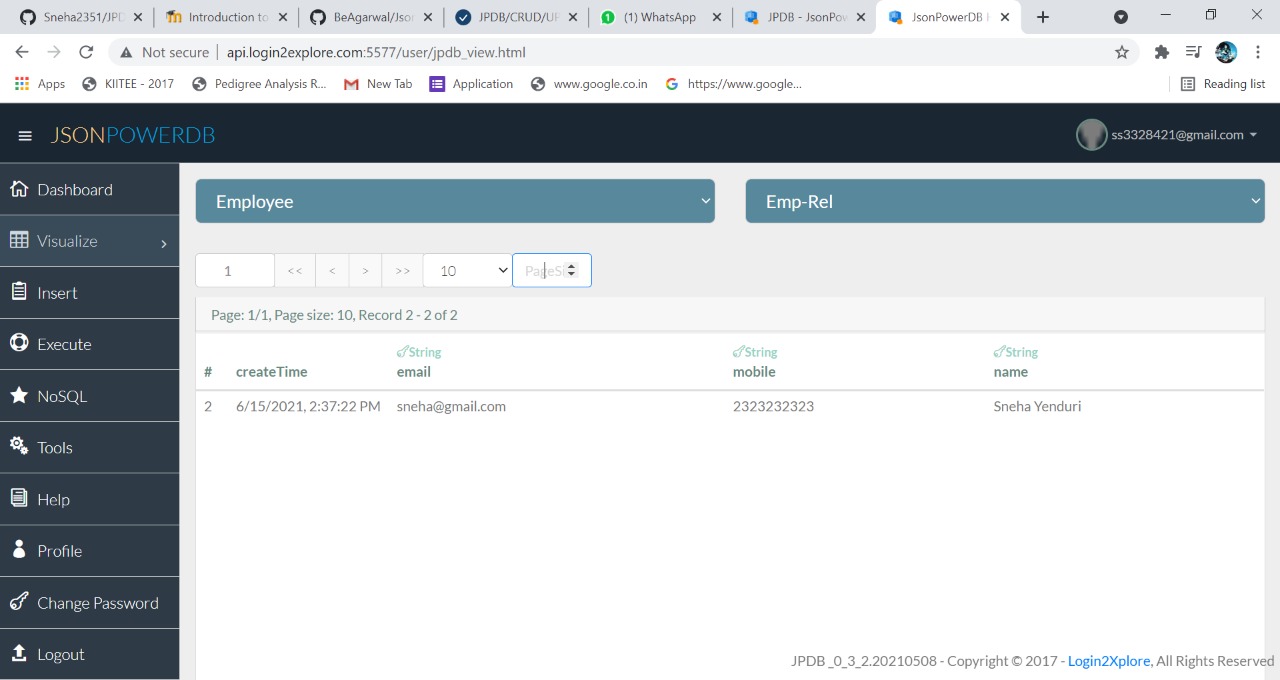 Sneha2351/JPD
Introduction to
BeAgarwal/Json
JPDB/CRUD/UP
(1) WhatsApp
JPDB - JsonPow
JsonPowerDB
Not secure
api.login2explore.com:5577/user/jpdb_view.html
Apps
KIITEE - 2017
Pedigree Analysis R...
New Tab
Application
www.google.co.in
https://www.google...
Reading list
JSONPOWERDB
ss3328421@gmail.com
Dashboard
Visualize
Insert
Execute
NoSQL
Tools
Help
Profile
Change Password
Logout
Employee
Emp-Rel
1 << < > >> 10 PageS
Page: 1/1, Page size: 10, Record 2 - 2 of 2
String String String
# createTime email mobile name
2 6/15/2021, 2:37:22 PM sneha@gmail.com 2323232323 Sneha Yenduri
JPDB _0_3_2.20210508 - Copyright © 2017 - Login2Xplore, All Rights Reserved